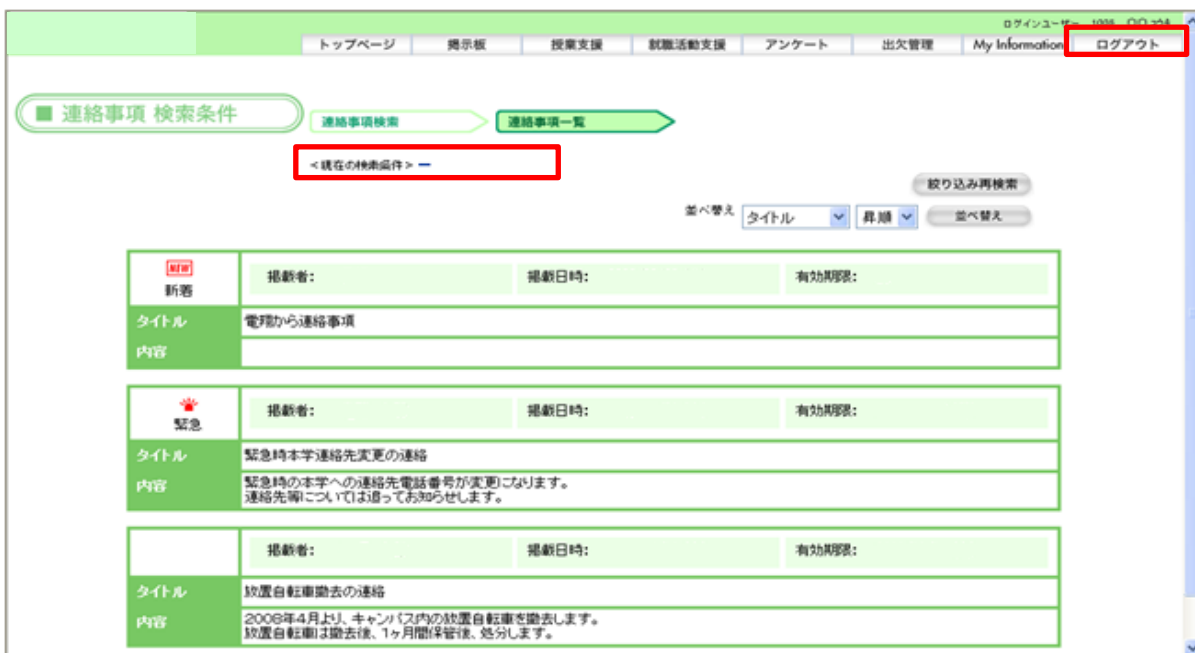 ログインユーザー 1005
トップページ 掲示板 授業支援 就職活動支援 アンケート 出欠管理 My Information ログアウト
■ 連絡事項 検索条件
連絡事項検索 連絡事項一覧
<現在の検索条件> ー
絞り込み再検索
並べ替え タイトル 昇順 並べ替え
NEW
新着 掲載者: 掲載日時: 有効期限:
タイトル 電翔から連絡事項
内容
緊急 掲載者: 掲載日時: 有効期限:
タイトル 緊急時本学連絡先変更の連絡
内容 緊急時の本学への連絡先電話番号が変更になります。
連絡先等については追ってお知らせします。
掲載者: 掲載日時: 有効期限:
タイトル 放置自転車撤去の連絡
内容 2008年4月より、キャンパス内の放置自転車を撤去します。
放置自転車は撤去後、1ヶ月間保管後、処分します。